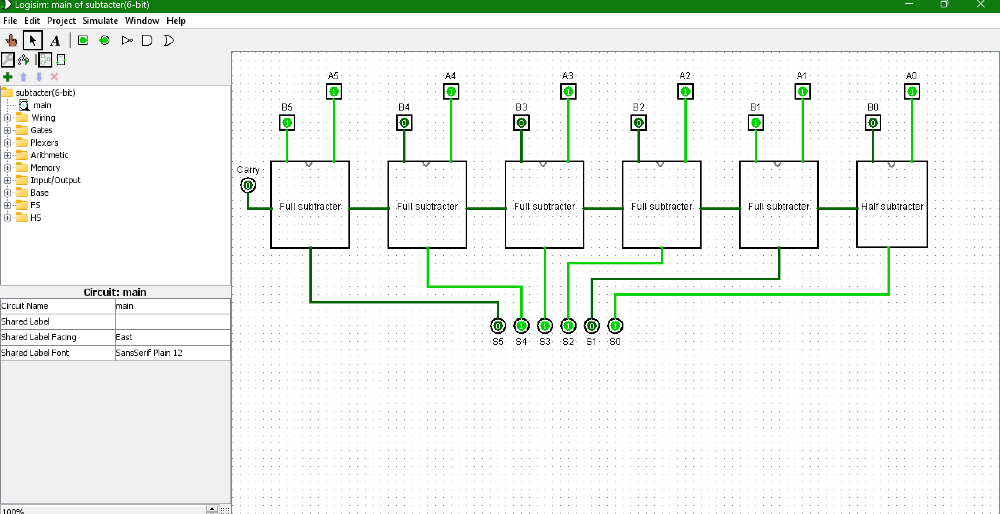 Logisim: main of subtacter(6-bit)
File Edit Project Simulate Window Help
A
subtacter(6-bit)
main
Wiring
Gates
Plexers
Arithmetic
Memory
Input/Output
Base
FS
HS
Circuit: main
Circuit Name main
Shared Label
Shared Label Facing East
Shared Label Font SansSerif Plain 12
100%
A5 A4 A3 A2 A1 A0
1 1 1 1 1 1
B5 B4 B3 B2 B1 B0
1 0 0 0 1 0
Carry
0
Full subtracter Full subtracter Full subtracter Full subtracter Full subtracter Half subtracter
0 1 1 1 0 1
S5 S4 S3 S2 S1 S0